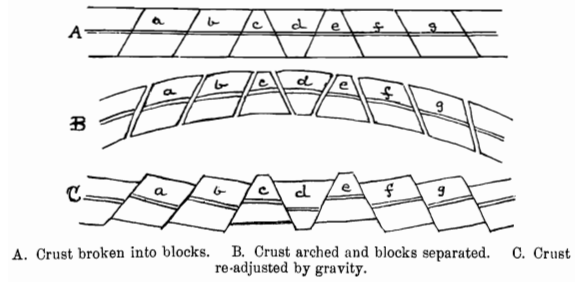 A a b c d e f g
B a b c d e f g
C a b c d e f g
A. Crust broken into blocks. B. Crust arched and blocks separated. C. Crust
re-adjusted by gravity.